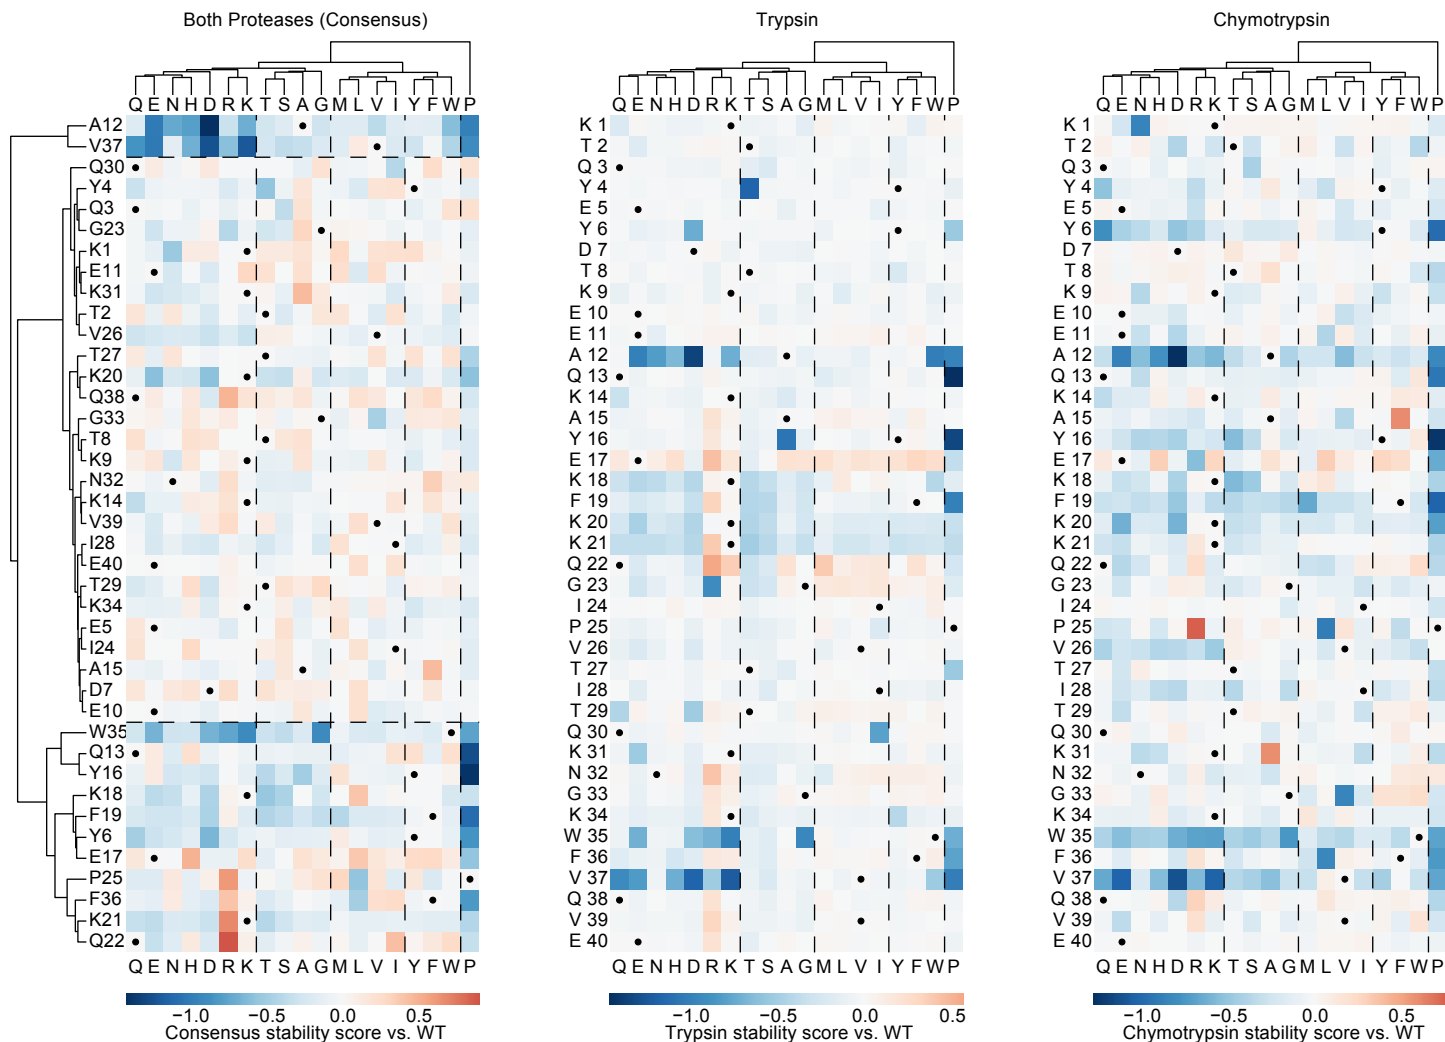 Both Proteases (Consensus)
Trypsin
Chymotrypsin
Q E N H D R K T S A G M L V I Y F W P
Q E N H D R K T S A G M L V I Y F W P
Q E N H D R K T S A G M L V I Y F W P
A12
V37
Q30
Y4
Q3
G23
K1
E11
K31
T2
V26
T27
K20
Q38
G33
T8
K9
N32
K14
V39
I28
E40
T29
K34
E5
I24
A15
D7
E10
W35
Q13
Y16
K18
F19
Y6
E17
P25
F36
K21
Q22
K 1
T 2
Q 3
Y 4
E 5
Y 6
D 7
T 8
K 9
E 10
E 11
A 12
Q 13
K 14
A 15
Y 16
E 17
K 18
F 19
K 20
K 21
Q 22
G 23
I 24
P 25
V 26
T 27
I 28
T 29
Q 30
K 31
N 32
G 33
K 34
W 35
F 36
V 37
Q 38
V 39
E 40
K 1
T 2
Q 3
Y 4
E 5
Y 6
D 7
T 8
K 9
E 10
E 11
A 12
Q 13
K 14
A 15
Y 16
E 17
K 18
F 19
K 20
K 21
Q 22
G 23
I 24
P 25
V 26
T 27
I 28
T 29
Q 30
K 31
N 32
G 33
K 34
W 35
F 36
V 37
Q 38
V 39
E 40
Q E N H D R K T S A G M L V I Y F W P
Q E N H D R K T S A G M L V I Y F W P
Q E N H D R K T S A G M L V I Y F W P
−1.0 −0.5 0.0 0.5
Consensus stability score vs. WT
−1.0 −0.5 0.0 0.5
Trypsin stability score vs. WT
−1.0 −0.5 0.0 0.5
Chymotrypsin stability score vs. WT